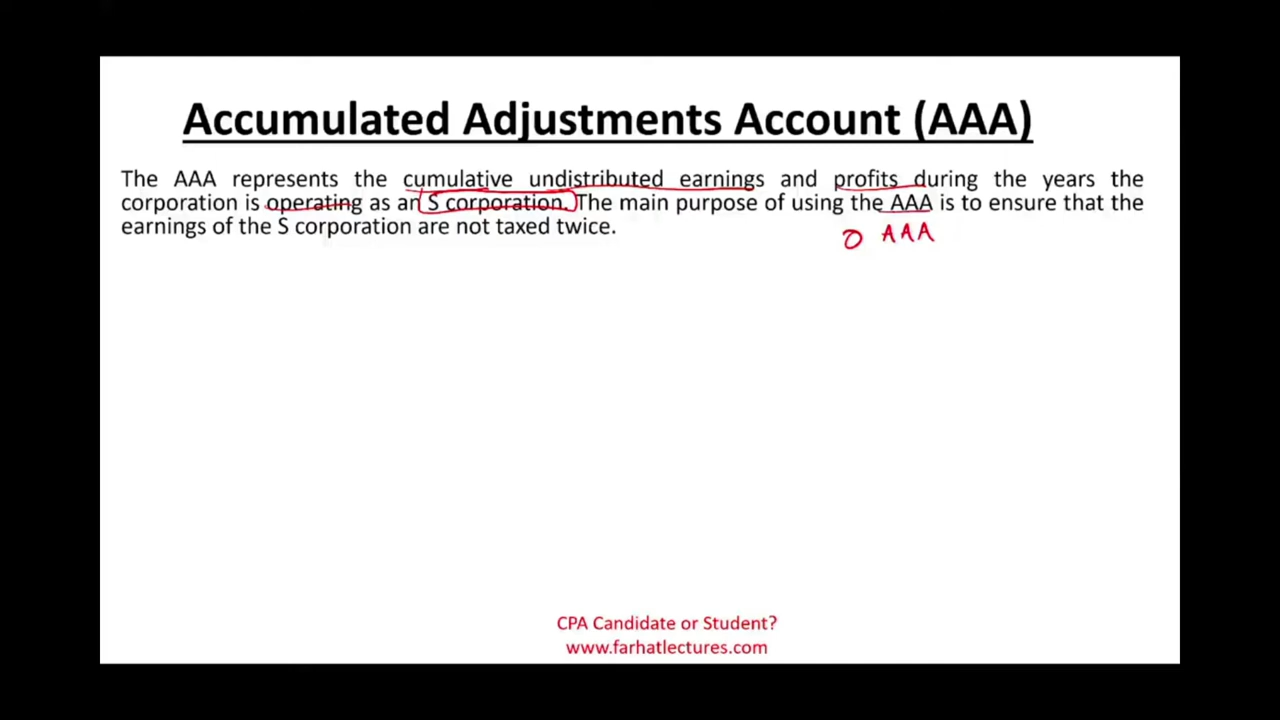 Accumulated Adjustments Account (AAA)
The AAA represents the cumulative undistributed earnings and profits during the years the
corporation is operating as an S corporation. The main purpose of using the AAA is to ensure that the
earnings of the S corporation are not taxed twice.
O AAA
CPA Candidate or Student?
www.farhatlectures.com